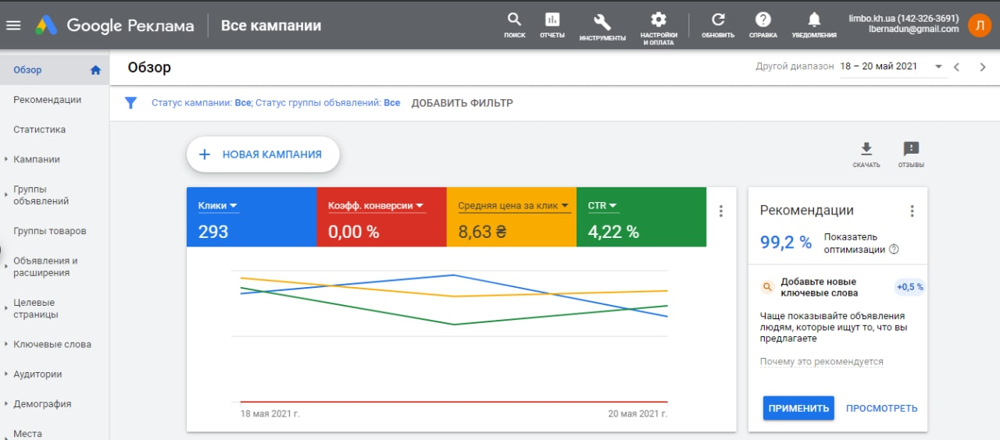 Google Реклама
Все кампании
ПОИСК
ОТЧЕТЫ
ИНСТРУМЕНТЫ
НАСТРОЙКИ
И ОПЛАТА
ОБНОВИТЬ
СПРАВКА
УВЕДОМЛЕНИЯ
limbo.kh.ua (142-326-3691)
lbernadun@gmail.com
Л
Обзор
Рекомендации
Статистика
Кампании
Группы
объявлений
Группы товаров
Объявления и
расширения
Целевые
страницы
Ключевые слова
Аудитории
Демография
Места
Обзор
Другой диапазон 18 – 20 май 2021
Статус кампании: Все; Статус группы объявлений: Все ДОБАВИТЬ ФИЛЬТР
+ НОВАЯ КАМПАНИЯ
СКАЧАТЬ
ОТЗЫВЫ
Клики
293
Коэфф. конверсии
0,00 %
Средняя цена за клик
8,63 ₴
CTR
4,22 %
18 мая 2021 г.
20 мая 2021 г.
Рекомендации
99,2 %
Показатель
оптимизации ?
Добавьте новые
ключевые слова
+0,5 %
Чаще показывайте объявления
людям, которые ищут то, что вы
предлагаете
Почему это рекомендуется
ПРИМЕНИТЬ
ПРОСМОТРЕТЬ